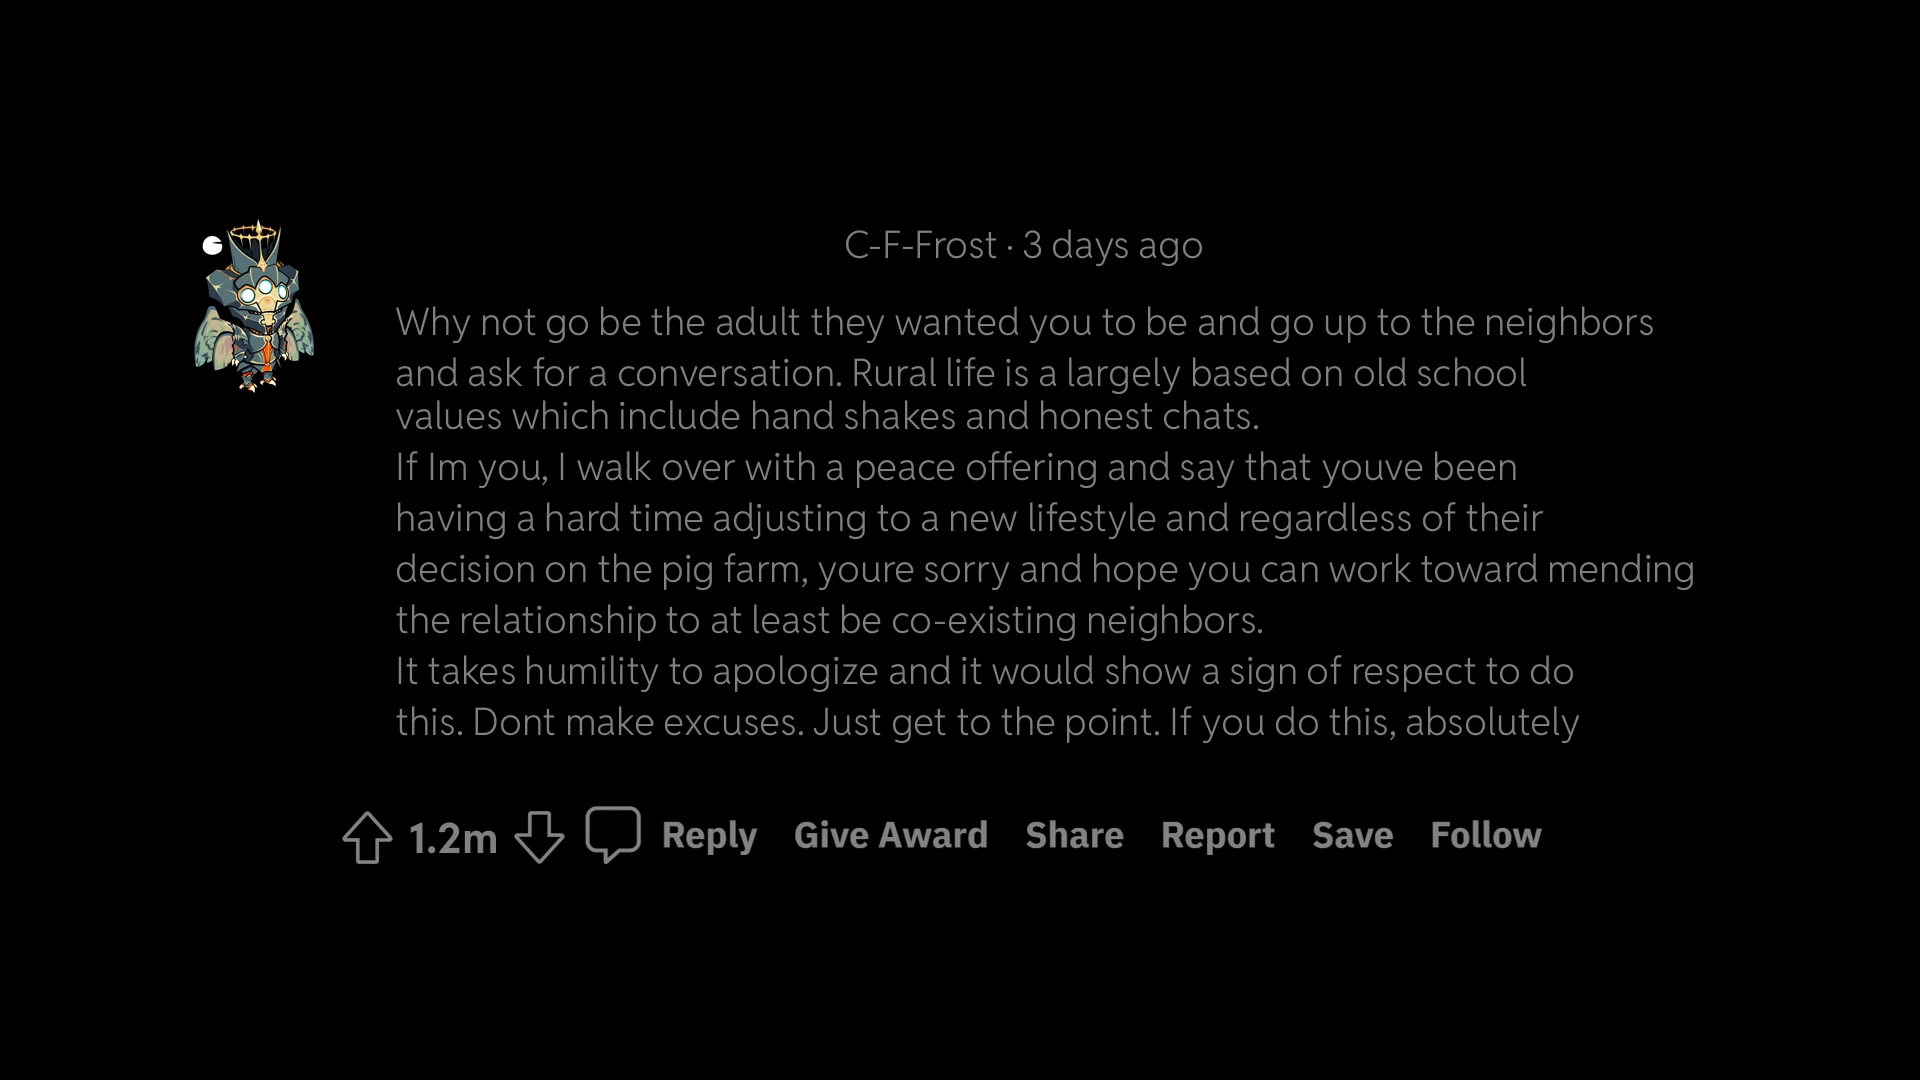 C-F-Frost · 3 days ago
Why not go be the adult they wanted you to be and go up to the neighbors
and ask for a conversation. Rural life is a largely based on old school
values which include hand shakes and honest chats.
If Im you, I walk over with a peace offering and say that youve been
having a hard time adjusting to a new lifestyle and regardless of their
decision on the pig farm, youre sorry and hope you can work toward mending
the relationship to at least be co-existing neighbors.
It takes humility to apologize and it would show a sign of respect to do
this. Dont make excuses. Just get to the point. If you do this, absolutely
1.2m Reply Give Award Share Report Save Follow